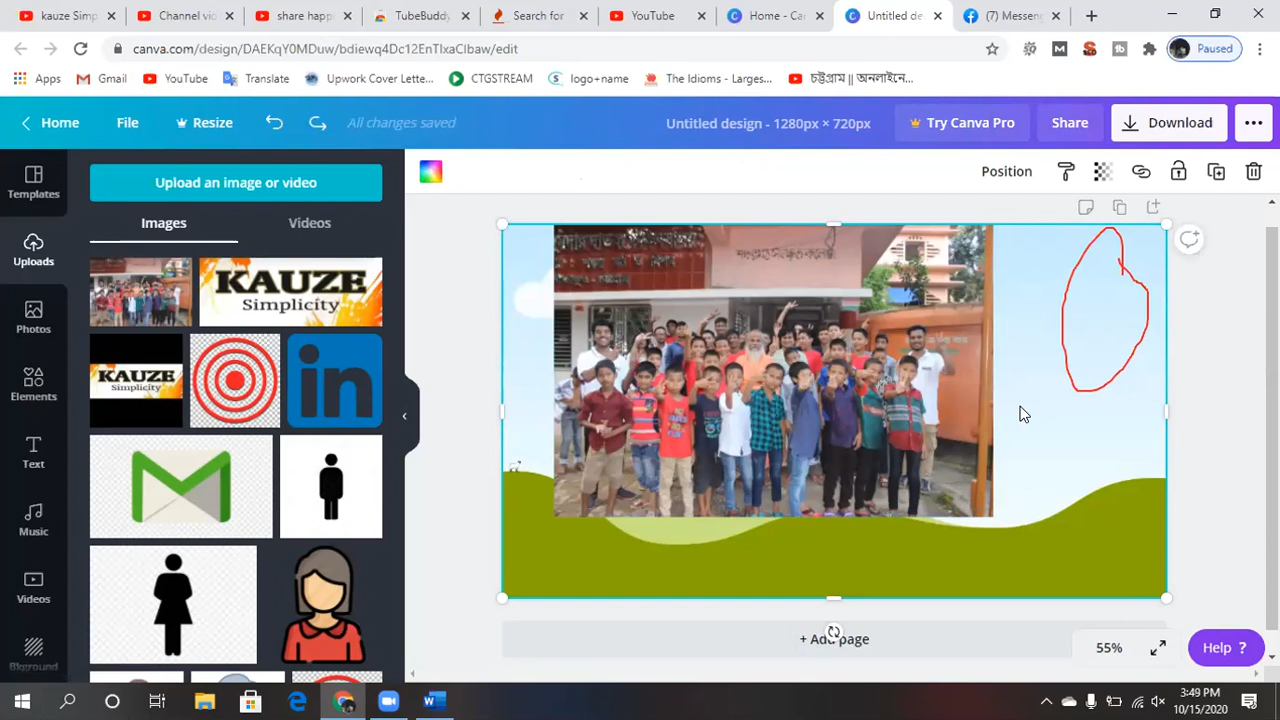 kauze Simp
Channel vi
share happ
TubeBuddy
Search for
YouTube
Home - Ca
Untitled de
(7) Messen
canva.com/design/DAEKqY0MDuw/bdiewq4Dc12EnTlxaClbaw/edit
Paused
Apps
Gmail
YouTube
Translate
Upwork Cover Lette...
CTGSTREAM
logo+name
The Idioms - Larges...
চট্টগ্রাম || অনলাইনে...
Home
File
Resize
All changes saved
Untitled design - 1280px × 720px
Try Canva Pro
Share
Download
Templates
Uploads
Photos
Elements
Text
Music
Videos
Bkground
Upload an image or video
Images
Videos
KAUZE
Simplicity
KAUZE
Simplicity
in
Position
+ Add page
55%
Help ?
3:49 PM
10/15/2020